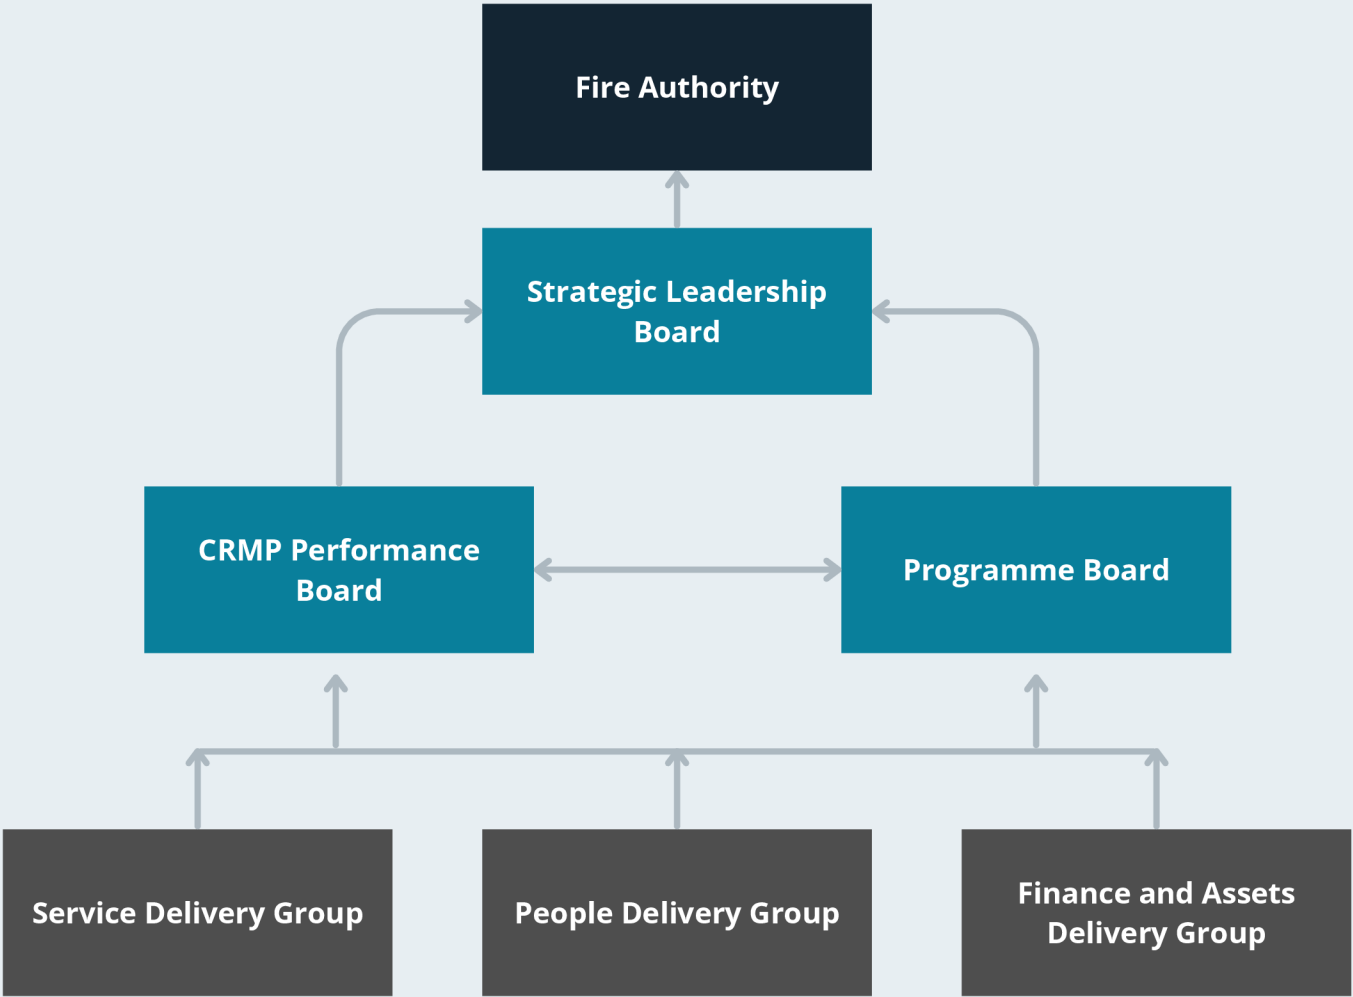 Fire Authority
Strategic Leadership
Board
CRMP Performance
Board
Programme Board
Service Delivery Group
People Delivery Group
Finance and Assets
Delivery Group